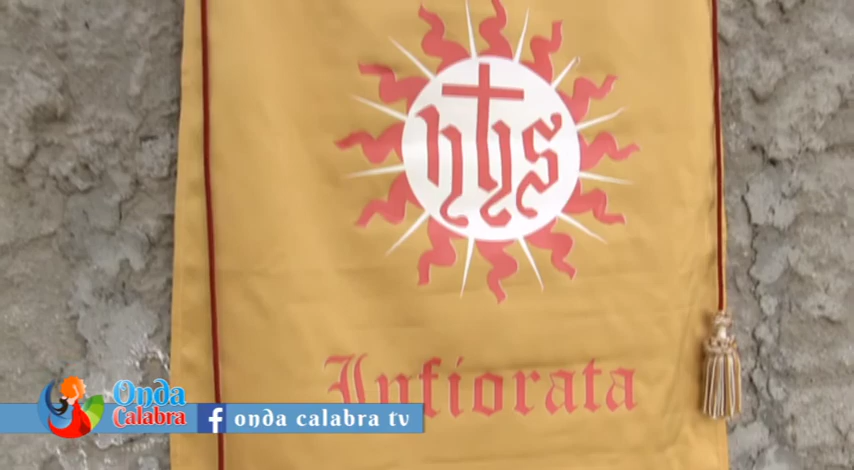 ihs
Infiorata
Onda
Calabra
f onda calabra tv